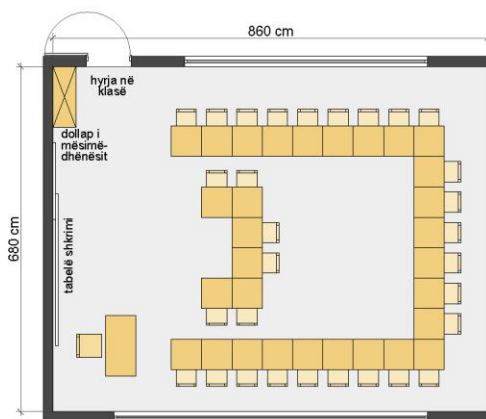 860 cm
hyrja në
klasë
dollap i
mësimë-
dhënësit
680 cm
tabelë shkrimi